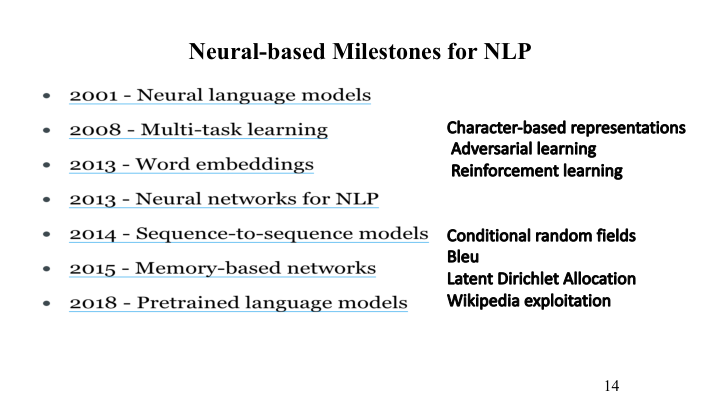 Neural-based Milestones for NLP
• 2001 - Neural language models
• 2008 - Multi-task learning
• 2013 - Word embeddings
• 2013 - Neural networks for NLP
• 2014 - Sequence-to-sequence models
• 2015 - Memory-based networks
• 2018 - Pretrained language models
Character-based representations
Adversarial learning
Reinforcement learning
Conditional random fields
Bleu
Latent Dirichlet Allocation
Wikipedia exploitation
14